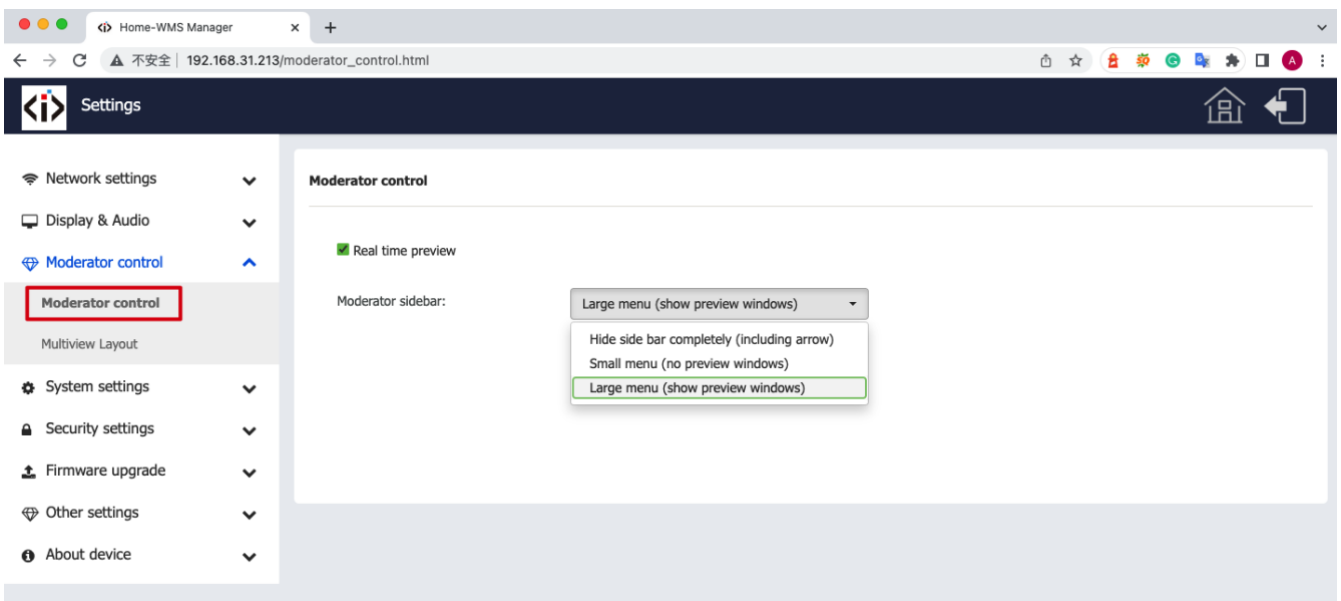 Home-WMS Manager
不安全 192.168.31.213/moderator_control.html
A
<i> Settings
Network settings
Display & Audio
Moderator control
Moderator control
Multiview Layout
System settings
Security settings
Firmware upgrade
Other settings
About device
Moderator control
Real time preview
Moderator sidebar:
Large menu (show preview windows)
Hide side bar completely (including arrow)
Small menu (no preview windows)
Large menu (show preview windows)